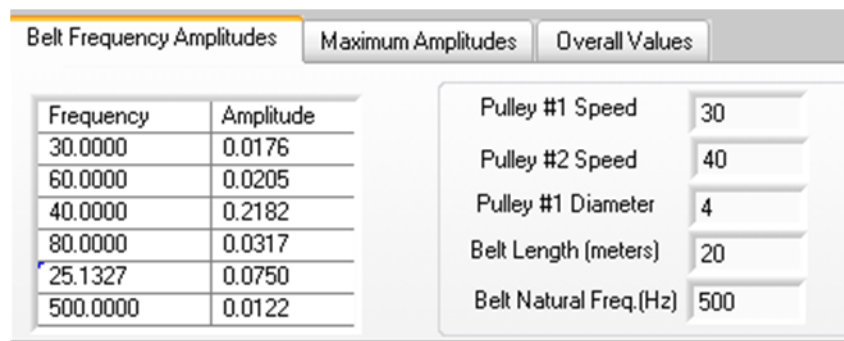 Belt Frequency Amplitudes Maximum Amplitudes Overall Values
Frequency Amplitude
30.0000 0.0176
60.0000 0.0205
40.0000 0.2182
80.0000 0.0317
25.1327 0.0750
500.0000 0.0122
Pulley #1 Speed 30
Pulley #2 Speed 40
Pulley #1 Diameter 4
Belt Length (meters) 20
Belt Natural Freq.(Hz) 500